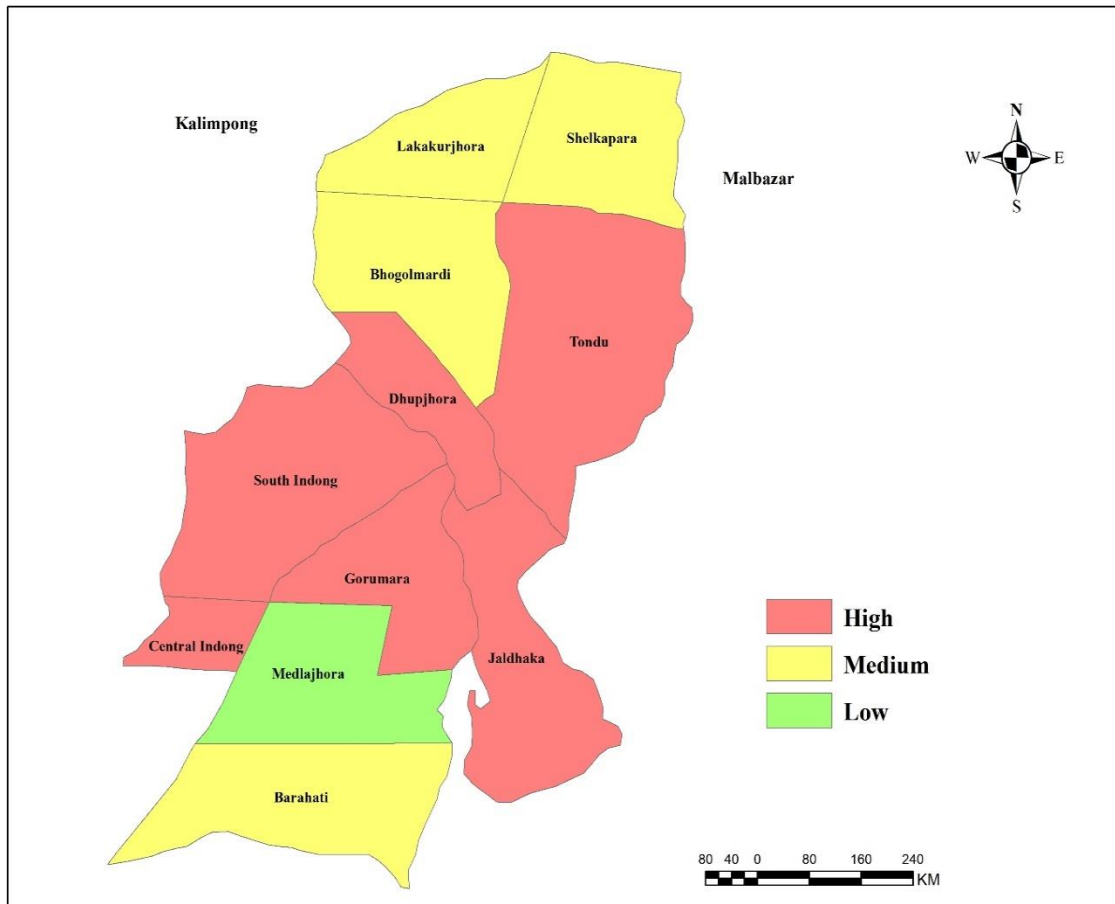 Kalimpong
Lakakurjhora
Shelkapara
Malbazar
N
W E
S
Bhogolmardi
Tondu
Dhupjhora
South Indong
Gorumara
Central Indong
Medlajhora
Jaldhaka
Barahati
High
Medium
Low
80 40 0 80 160 240
KM